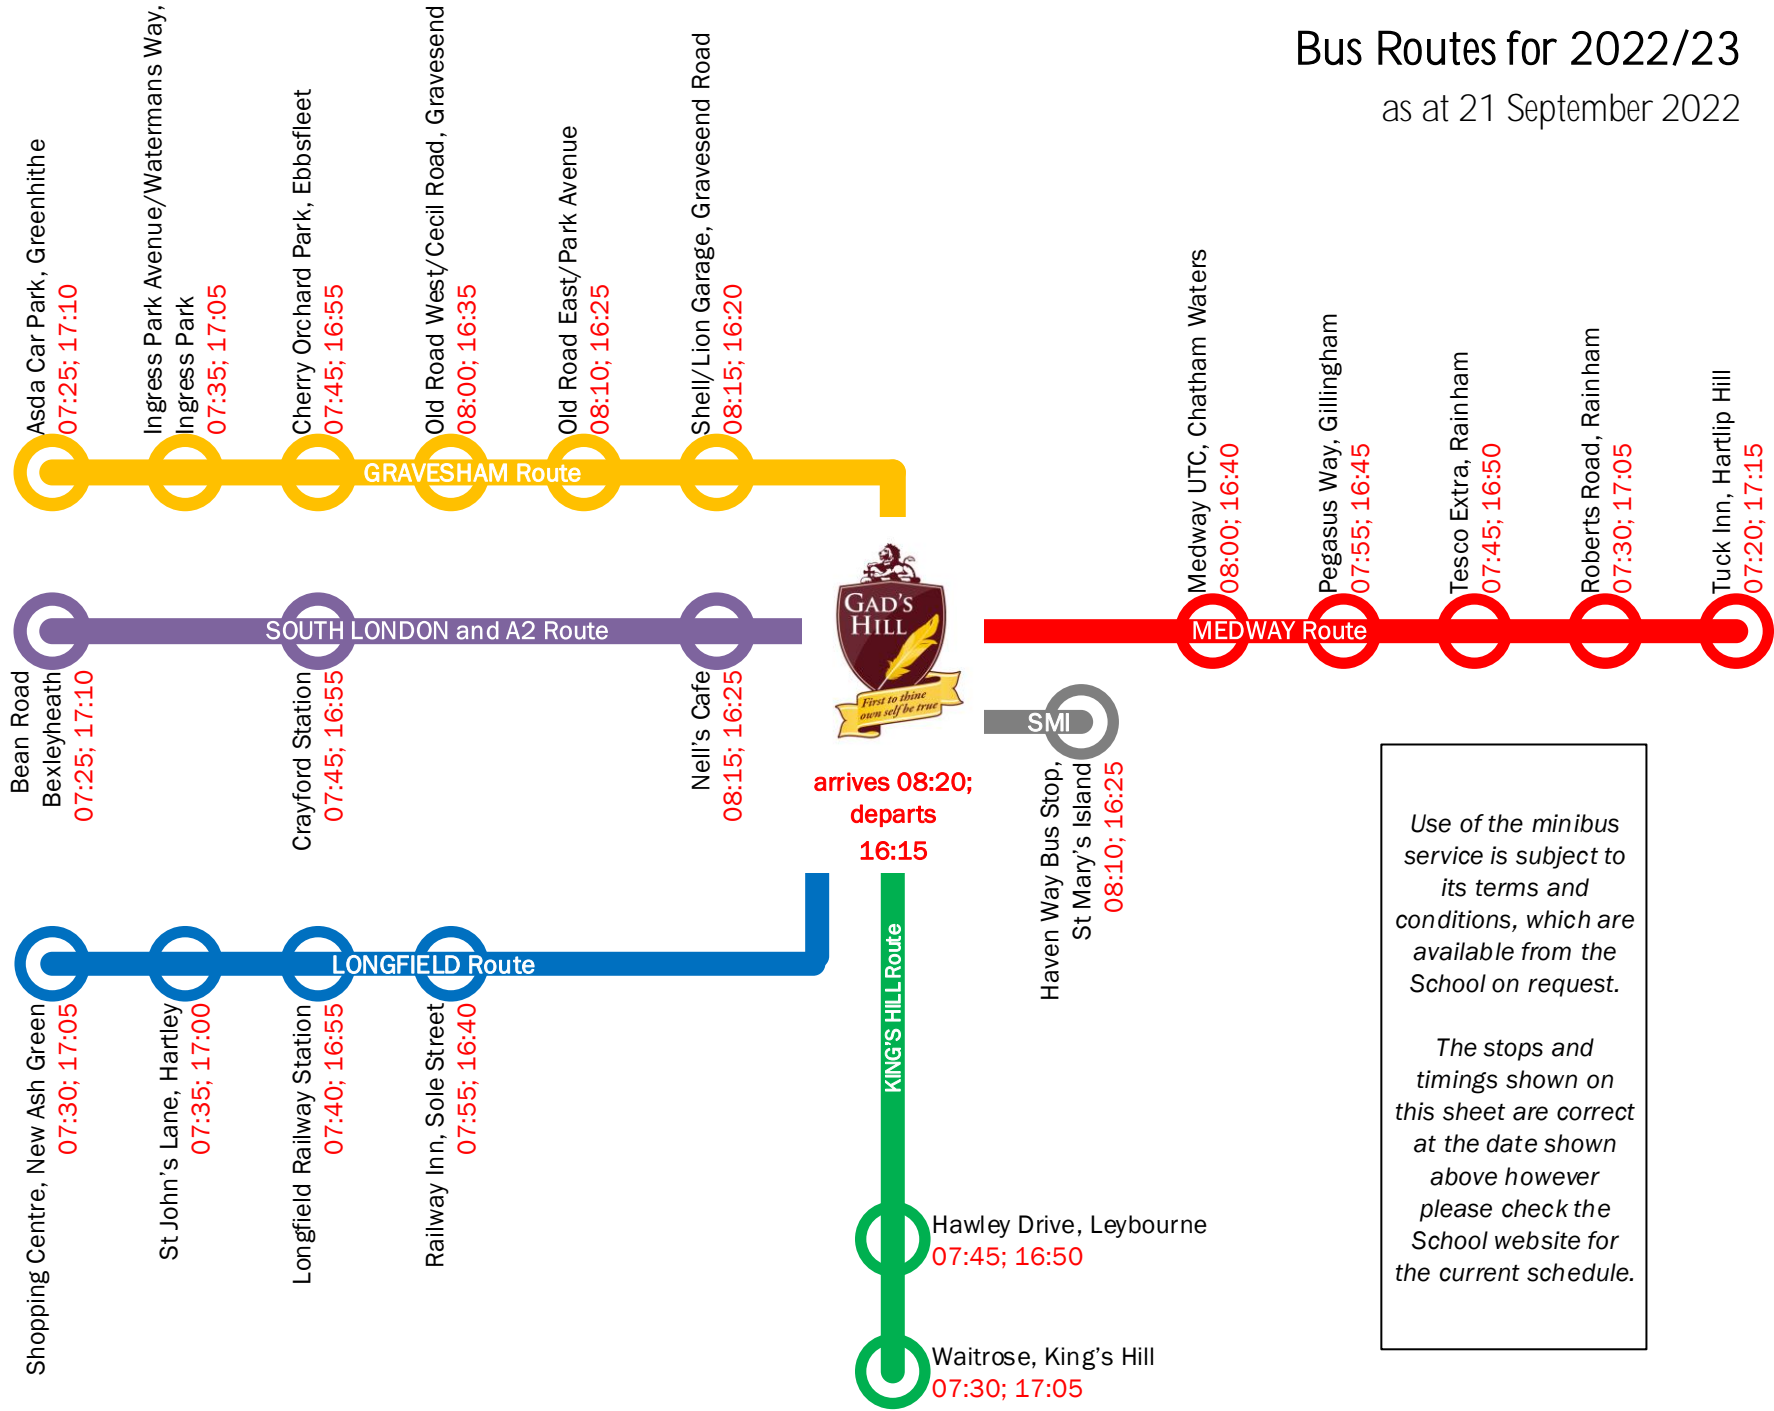 Bus Routes for 2022/23
as at 21 September 2022
Asda Car Park, Greenhithe
07:25; 17:10
Ingress Park Avenue/Watermans Way,
Ingress Park
07:35; 17:05
Cherry Orchard Park, Ebbsfleet
07:45; 16:55
Old Road West/Cecil Road, Gravesend
08:00; 16:35
Old Road East/Park Avenue
08:10; 16:25
Shell/Lion Garage, Gravesend Road
08:15; 16:20
GRAVESHAM Route
Medway UTC, Chatham Waters
08:00; 16:40
Pegasus Way, Gillingham
07:55; 16:45
Tesco Extra, Rainham
07:45; 16:50
Roberts Road, Rainham
07:30; 17:05
Tuck Inn, Hartlip Hill
07:20; 17:15
MEDWAY Route
SOUTH LONDON and A2 Route
Bean Road
Bexleyheath
07:25; 17:10
Crayford Station
07:45; 16:55
Nell's Cafe
08:15; 16:25
GAD'S
HILL
First to thine
own self be true
arrives 08:20;
departs
16:15
SMI
Haven Way Bus Stop,
St Mary's Island
08:10; 16:25
LONGFIELD Route
Shopping Centre, New Ash Green
07:30; 17:05
St John's Lane, Hartley
07:35; 17:00
Longfield Railway Station
07:40; 16:55
Railway Inn, Sole Street
07:55; 16:40
KING'S HILL Route
Hawley Drive, Leybourne
07:45; 16:50
Waitrose, King's Hill
07:30; 17:05
Use of the minibus
service is subject to
its terms and
conditions, which are
available from the
School on request.
The stops and
timings shown on
this sheet are correct
at the date shown
above however
please check the
School website for
the current schedule.